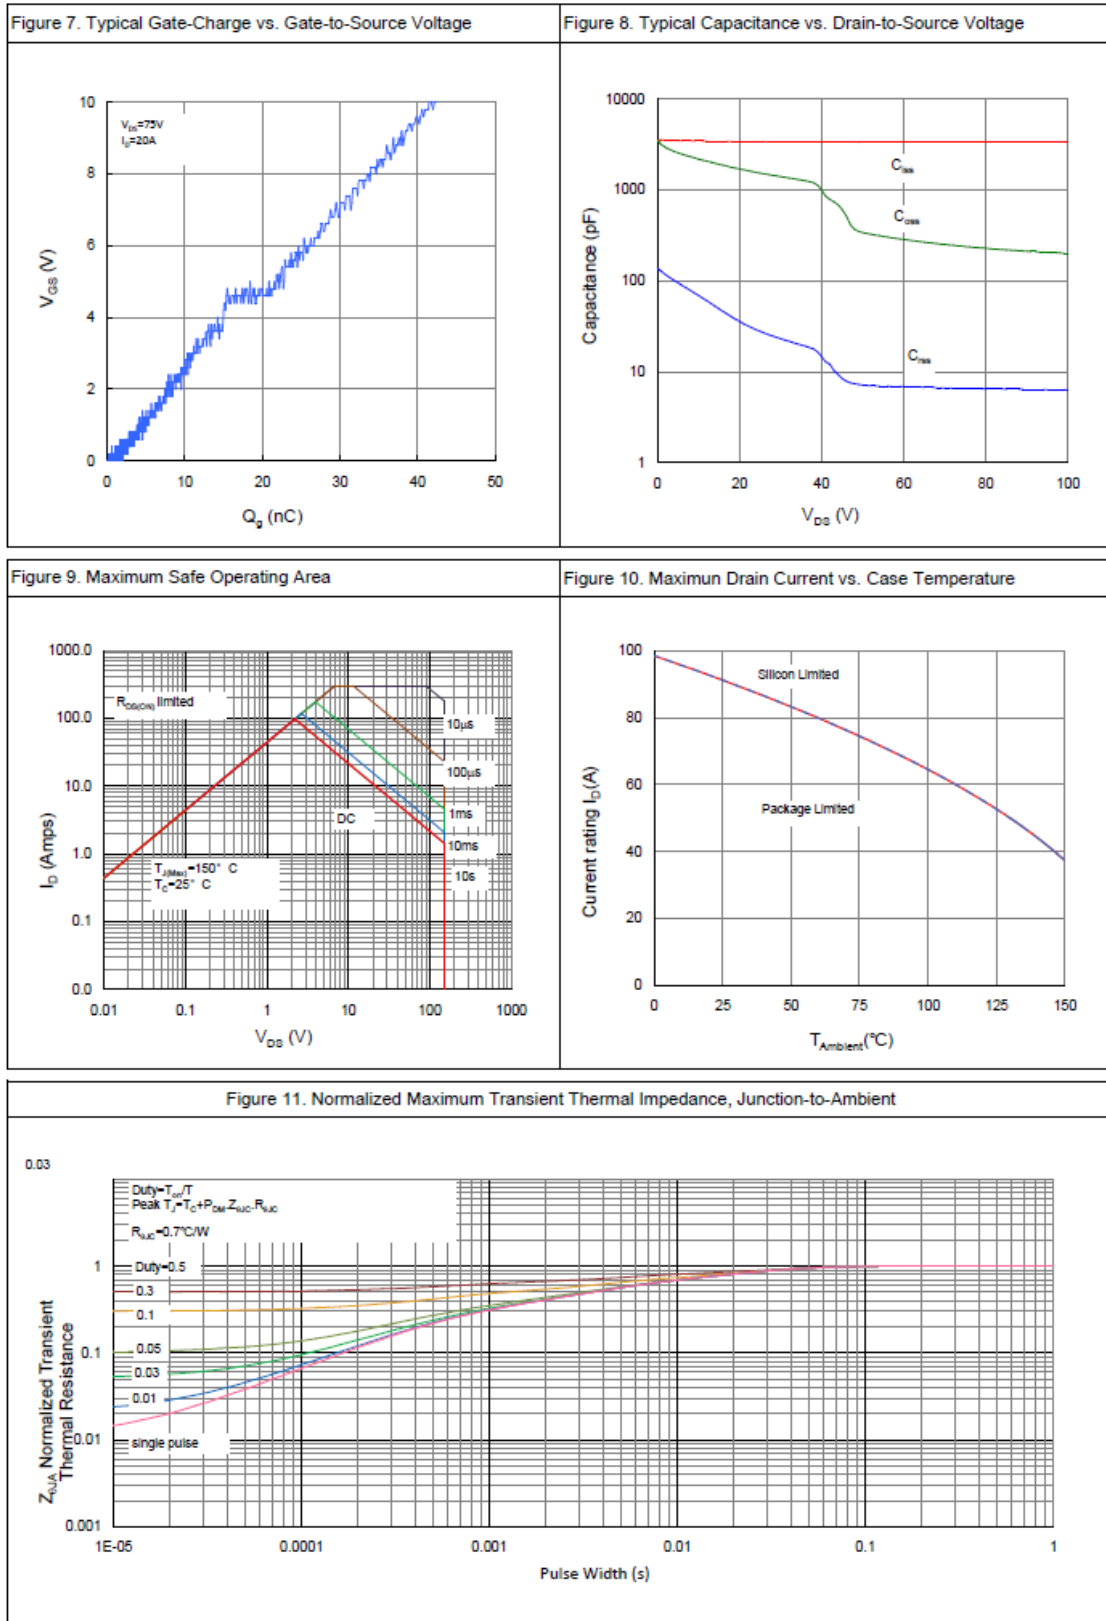 Figure 7. Typical Gate-Charge vs. Gate-to-Source Voltage
V_DS=75V
I_D=20A
10
8
6
4
2
0
V_GS (V)
0 10 20 30 40 50
Q_g (nC)
Figure 8. Typical Capacitance vs. Drain-to-Source Voltage
10000
1000
100
10
1
Capacitance (pF)
C_iss
C_oss
C_rss
0 20 40 60 80 100
V_DS (V)
Figure 9. Maximum Safe Operating Area
1000.0
100.0
10.0
1.0
0.1
0.0
I_D (Amps)
R_DS(ON) limited
10μs
100μs
1ms
DC
10ms
10s
T_J(Max)=150° C
T_C=25° C
0.01 0.1 1 10 100 1000
V_DS (V)
Figure 10. Maximun Drain Current vs. Case Temperature
100
80
60
40
20
0
Current rating I_D(A)
Silicon Limited
Package Limited
0 25 50 75 100 125 150
T_Ambient(°C)
Figure 11. Normalized Maximum Transient Thermal Impedance, Junction-to-Ambient
0.03
Duty=T_on/T
Peak T_J=T_C+P_DM.Z_θJC.R_θJC
R_θJC=0.7°C/W
1
0.1
0.01
0.001
Duty=0.5
0.3
0.1
0.05
0.03
0.01
single pulse
Z_θJA Normalized Transient
Thermal Resistance
1E-05 0.0001 0.001 0.01 0.1 1
Pulse Width (s)